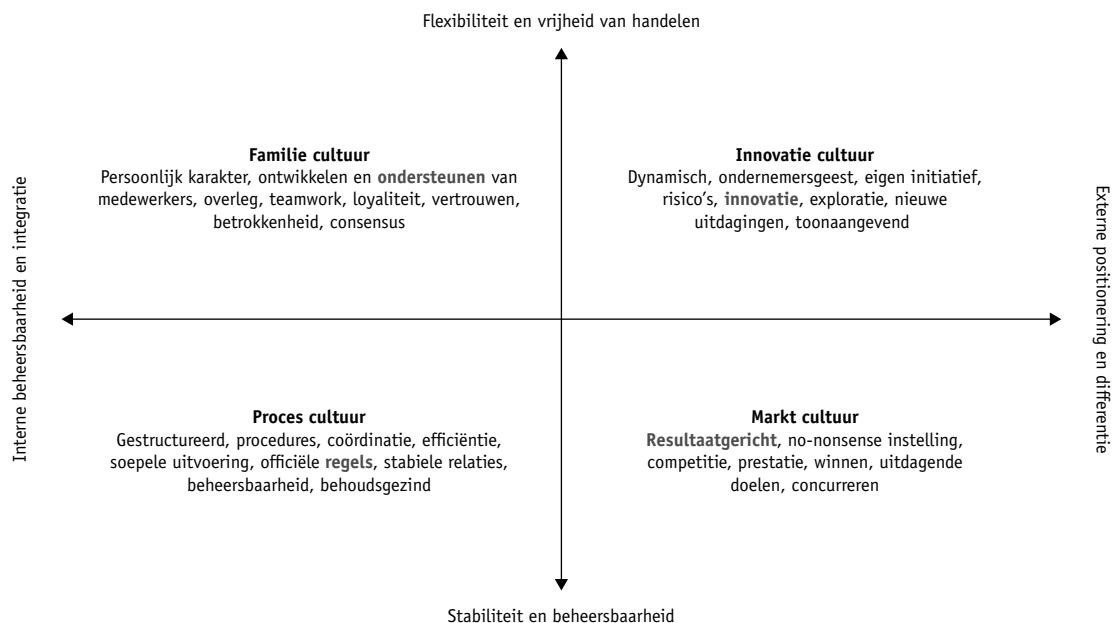 Flexibiliteit en vrijheid van handelen
Familie cultuur
Persoonlijk karakter, ontwikkelen en ondersteunen van
medewerkers, overleg, teamwork, loyaliteit, vertrouwen,
betrokkenheid, consensus
Innovatie cultuur
Dynamisch, ondernemersgeest, eigen initiatief,
risico's, innovatie, exploratie, nieuwe
uitdagingen, toonaangevend
Interne beheersbaarheid en integratie
Externe positionering en differentie
Proces cultuur
Gestructureerd, procedures, coördinatie, efficiëntie,
soepele uitvoering, officiële regels, stabiele relaties,
beheersbaarheid, behoudsgezind
Markt cultuur
Resultaatgericht, no-nonsense instelling,
competitie, prestatie, winnen, uitdagende
doelen, concurreren
Stabiliteit en beheersbaarheid